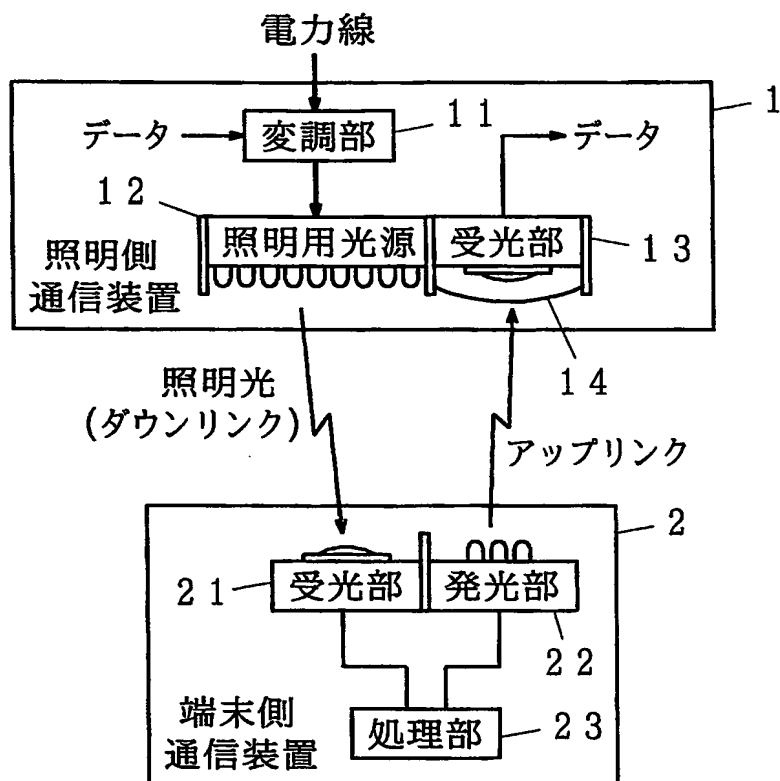 電力線
1
データ
変調部
11
データ
12
照明用光源
受光部
13
照明側
通信装置
14
照明光
(ダウンリンク)
アップリンク
2
21
受光部
発光部
22
端末側
通信装置
処理部
23